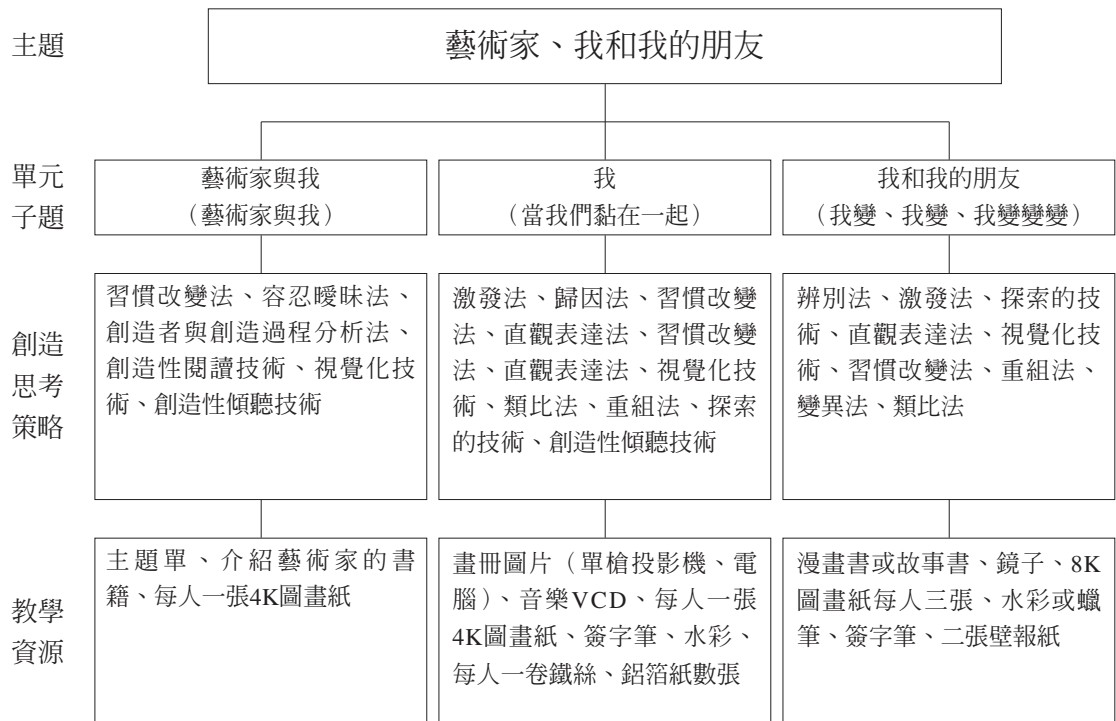 主題
藝術家、我和我的朋友
單元
子題
藝術家與我
（藝術家與我）
我
（當我們黏在一起）
我和我的朋友
（我變、我變、我變變變）
創造
思考
策略
習慣改變法、容忍曖昧法、
創造者與創造過程分析法、
創造性閱讀技術、視覺化技
術、創造性傾聽技術
激發法、歸因法、習慣改變
法、直觀表達法、習慣改變
法、直觀表達法、視覺化技
術、類比法、重組法、探索
的技術、創造性傾聽技術
辨別法、激發法、探索的技
術、直觀表達法、視覺化技
術、習慣改變法、重組法、
變異法、類比法
教學
資源
主題單、介紹藝術家的書
籍、每人一張4K圖畫紙
畫冊圖片（單槍投影機、電
腦）、音樂VCD、每人一張
4K圖畫紙、簽字筆、水彩、
每人一卷鐵絲、鋁箔紙數張
漫畫書或故事書、鏡子、8K
圖畫紙每人三張、水彩或蠟
筆、簽字筆、二張壁報紙